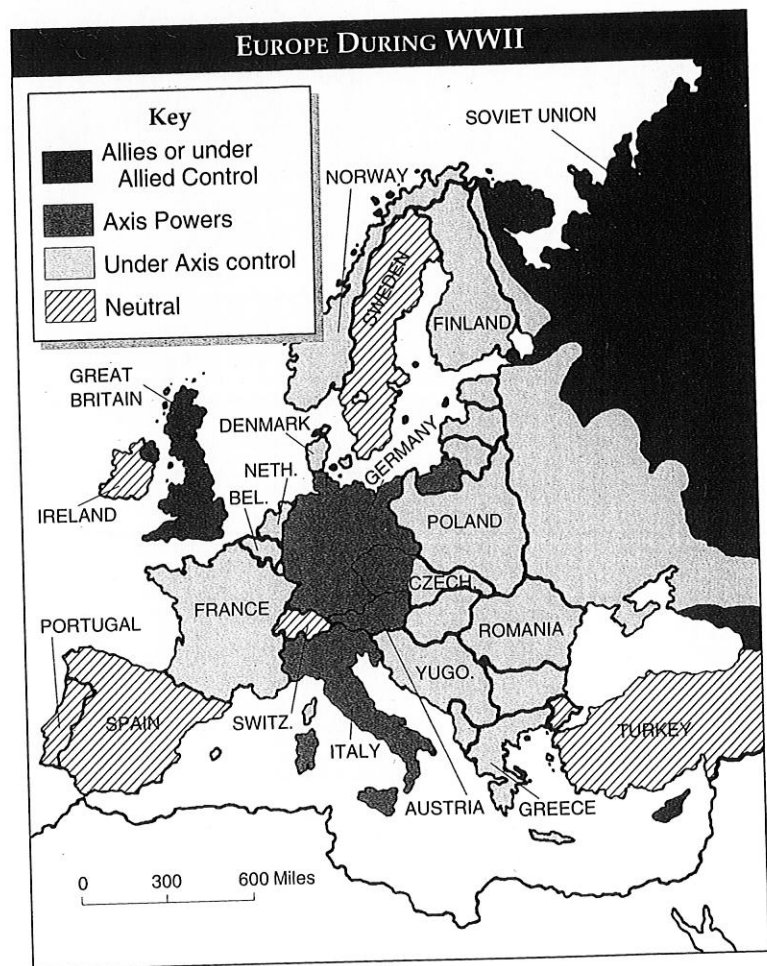 EUROPE DURING WWII
Key
Allies or under
Allied Control
Axis Powers
Under Axis control
Neutral
SOVIET UNION
NORWAY
SWEDEN
FINLAND
GREAT
BRITAIN
DENMARK
GERMANY
NETH.
BEL.
IRELAND
POLAND
CZECH.
FRANCE
ROMANIA
PORTUGAL
YUGO.
SPAIN
SWITZ.
ITALY
TURKEY
AUSTRIA
GREECE
0 300 600 Miles